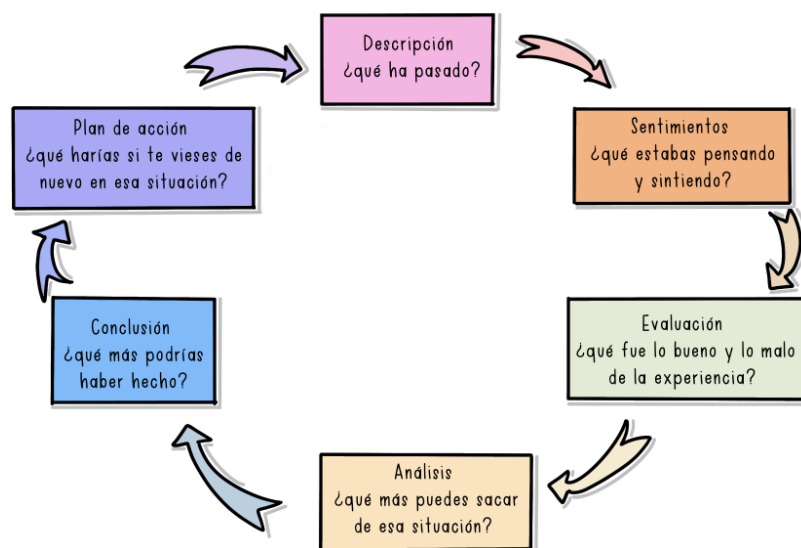 Descripción
¿qué ha pasado?
Sentimientos
¿qué estabas pensando
y sintiendo?
Evaluación
¿qué fue lo bueno y lo malo
de la experiencia?
Análisis
¿qué más puedes sacar
de esa situación?
Conclusión
¿qué más podrías
haber hecho?
Plan de acción
¿qué harías si te vieses de
nuevo en esa situación?